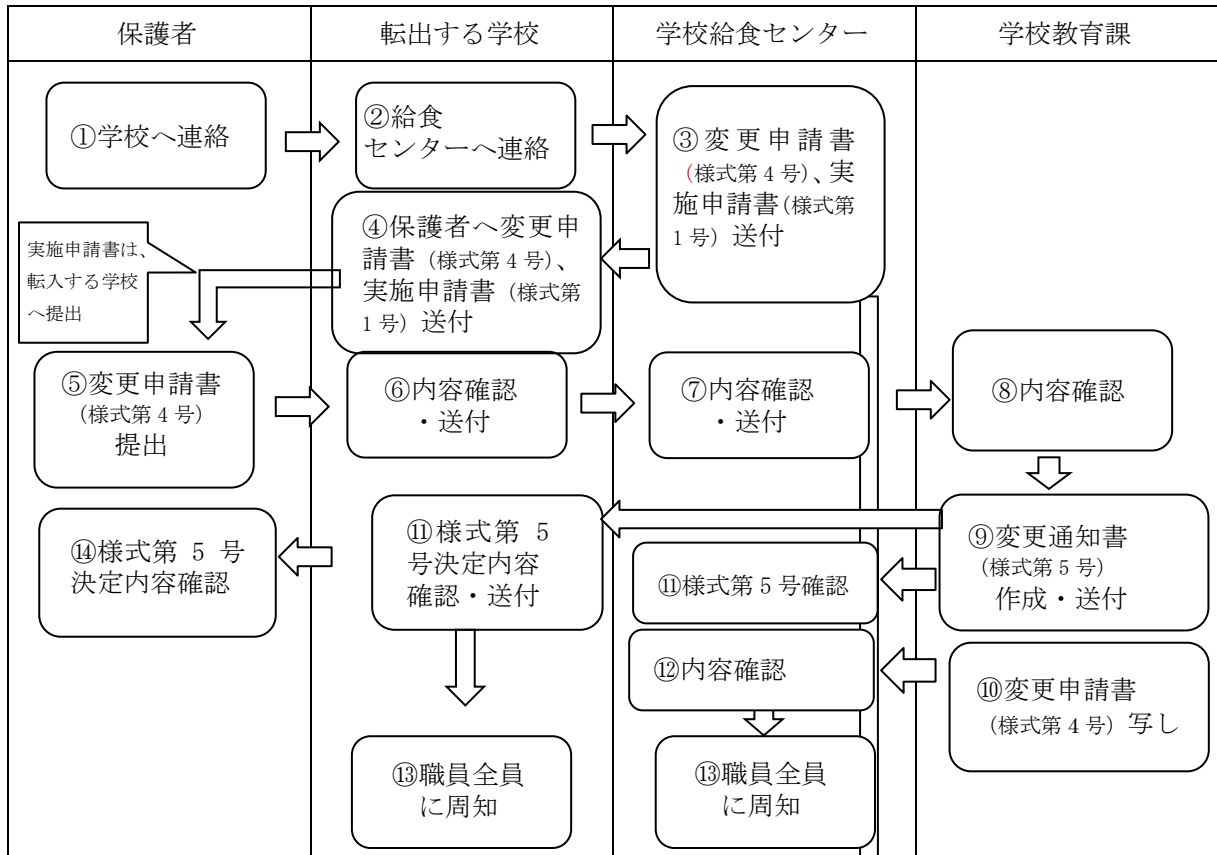 保護者
転出する学校
学校給食センター
学校教育課
①学校へ連絡
②給食
センターへ連絡
③変更申請書
(様式第4号)、実
施申請書(様式第
1号)送付
④保護者へ変更申
請書(様式第4号)、
実施申請書(様式第
1号)送付
実施申請書は、
転入する学校
へ提出
⑤変更申請書
(様式第4号)
提出
⑥内容確認
・送付
⑦内容確認
・送付
⑧内容確認
⑨変更通知書
(様式第5号)
作成・送付
⑪様式第 5
号決定内容
確認・送付
⑪様式第5号確認
⑭様式第 5 号
決定内容確認
⑫内容確認
⑩変更申請書
(様式第4号)写し
⑬職員全員
に周知
⑬職員全員
に周知